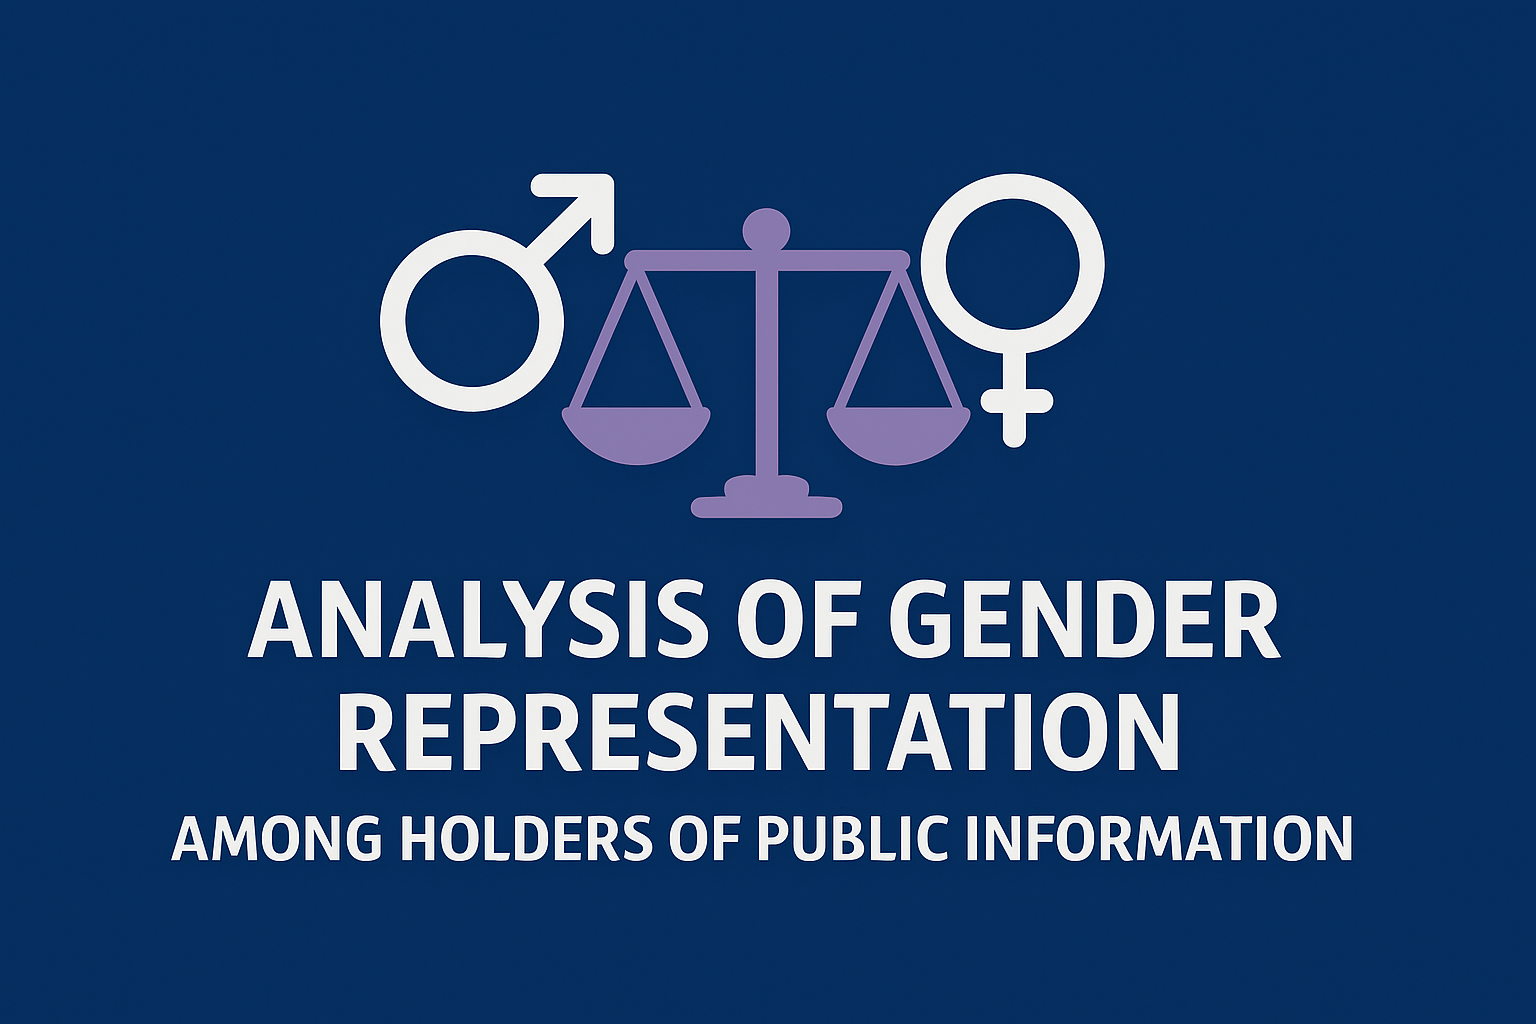 ANALYSIS OF GENDER
REPRESENTATION
AMONG HOLDERS OF PUBLIC INFORMATION